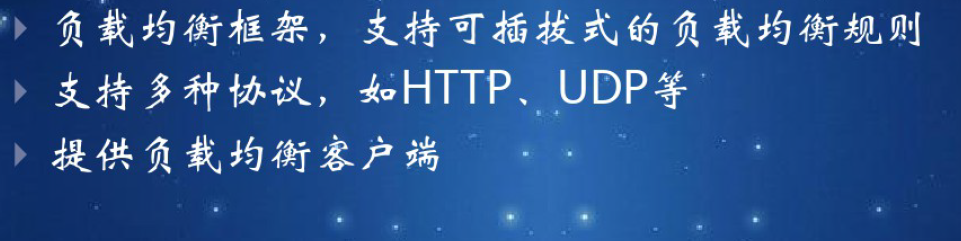 负载均衡框架，支持可插拔式的负载均衡规则
支持多种协议，如HTTP、UDP等
提供负载均衡客户端